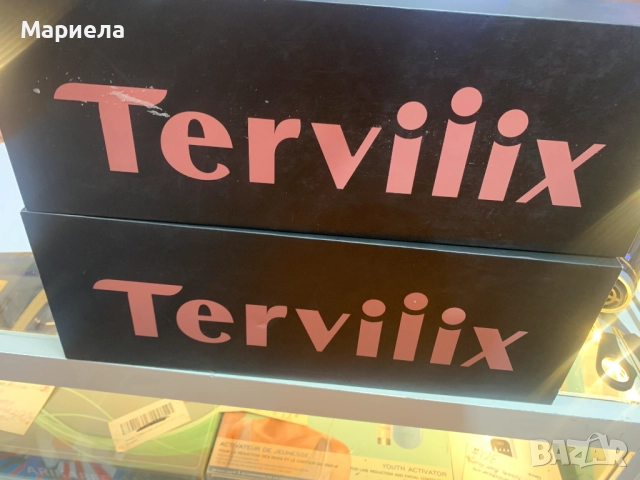 Мариела
Terviiix
Terviiix
ACTIVATEUR DE JEUNESSE
YOUTH ACTIVATOR
BAZAR